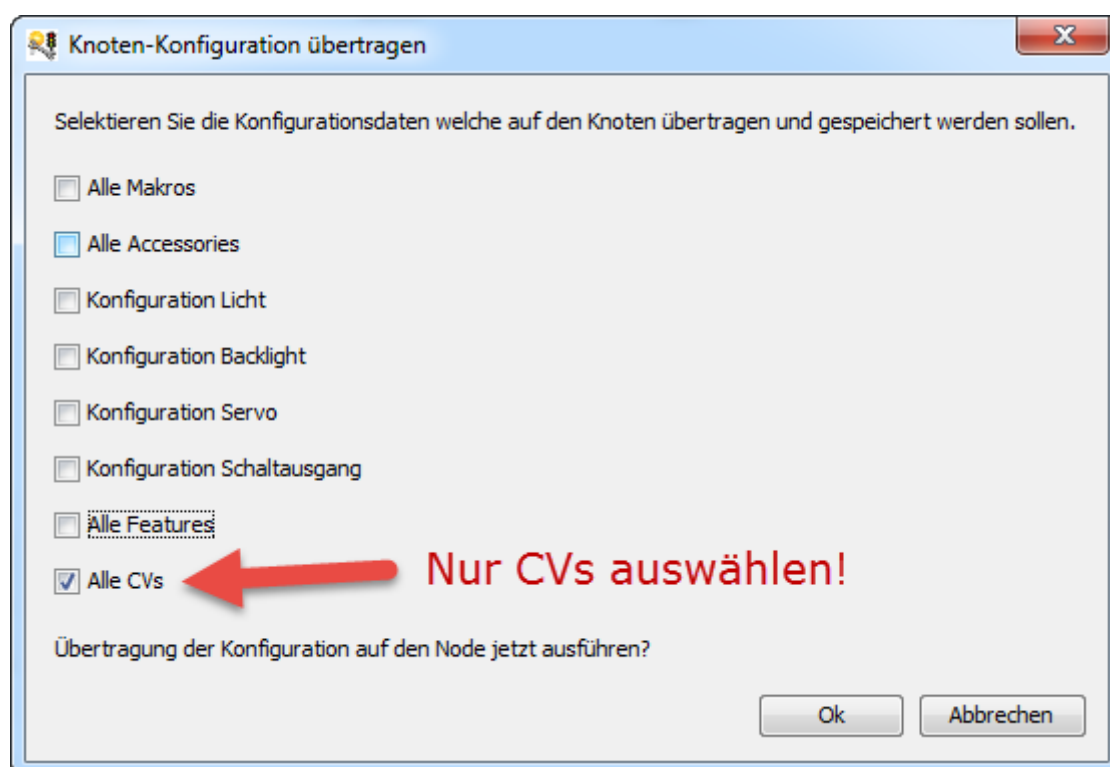 Knoten-Konfiguration übertragen
Selektieren Sie die Konfigurationsdaten welche auf den Knoten übertragen und gespeichert werden sollen.
Alle Makros
Alle Accessories
Konfiguration Licht
Konfiguration Backlight
Konfiguration Servo
Konfiguration Schaltausgang
Alle Features
Alle CVs Nur CVs auswählen!
Übertragung der Konfiguration auf den Node jetzt ausführen?
Ok Abbrechen